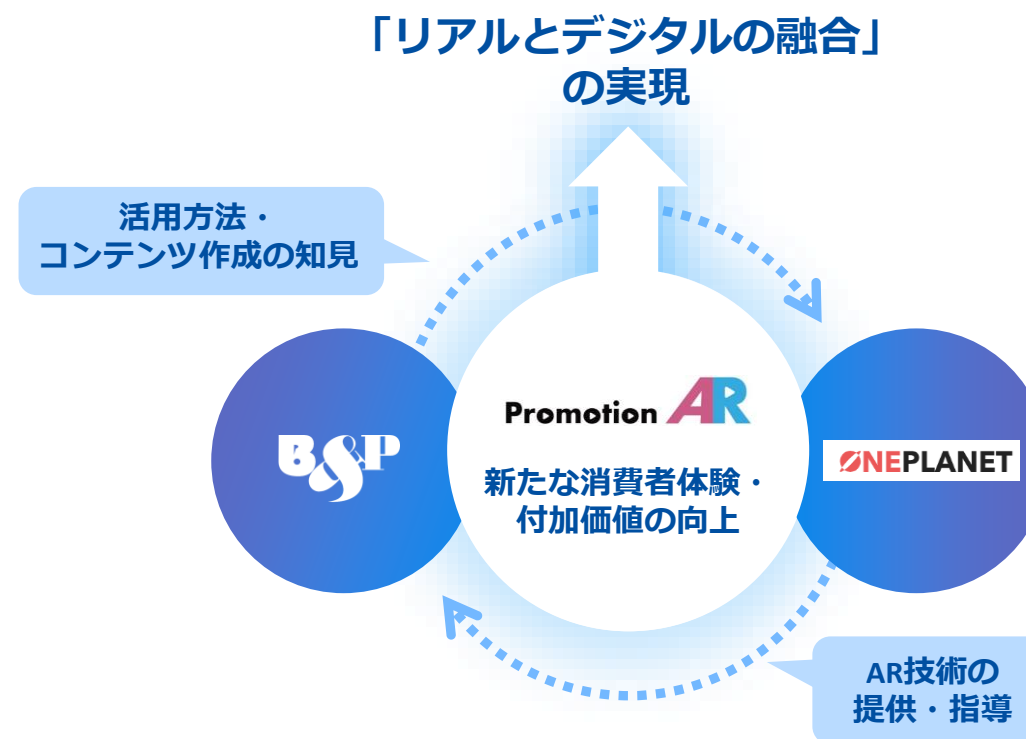 「リアルとデジタルの融合」
の実現
活用方法・
コンテンツ作成の知見
B&P
Promotion AR
新たな消費者体験・
付加価値の向上
ONEPLANET
AR技術の
提供・指導